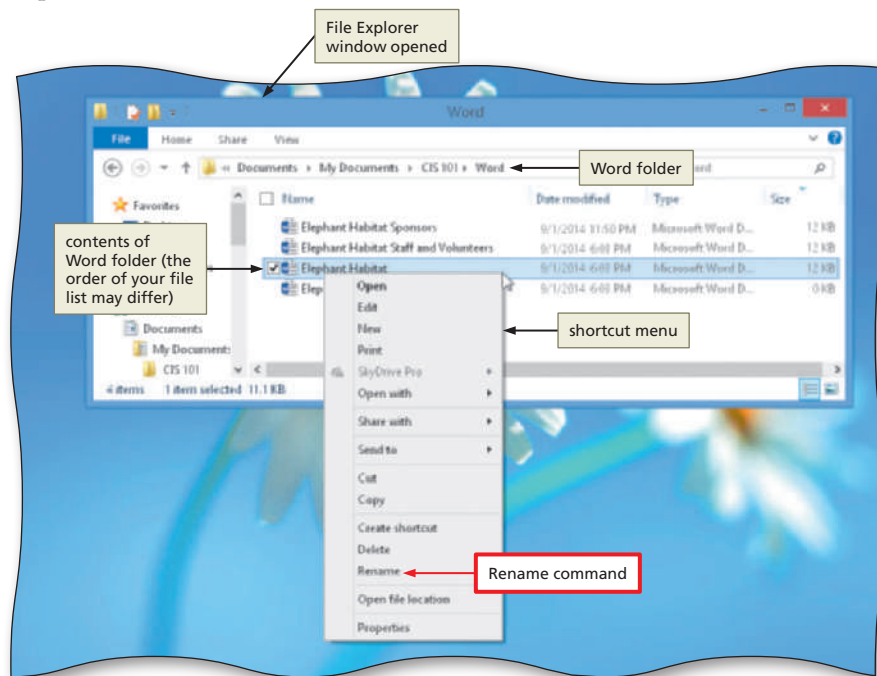 File Explorer
window opened
Word
File Home Share View
Documents My Documents CIS 101 Word
Word folder
Name Date modified Type Size
Favorites
Elephant Habitat Sponsors 9/1/2014 11:50 PM Microsoft Word D... 12 KB
Elephant Habitat Staff and Volunteers 9/1/2014 6:08 PM Microsoft Word D... 12 KB
contents of
Word folder (the
order of your file
list may differ)
Elephant Habitat 9/1/2014 6:08 PM Microsoft Word D... 12 KB
Elep 9/1/2014 6:08 PM Microsoft Word D... 0 KB
Documents
My Document
CIS 101
4 items 1 item selected 11.1 KB
Open
Edit
New
shortcut menu
Print
SkyDrive Pro
Open with
Share with
Send to
Cut
Copy
Create shortcut
Delete
Rename
Rename command
Open file location
Properties